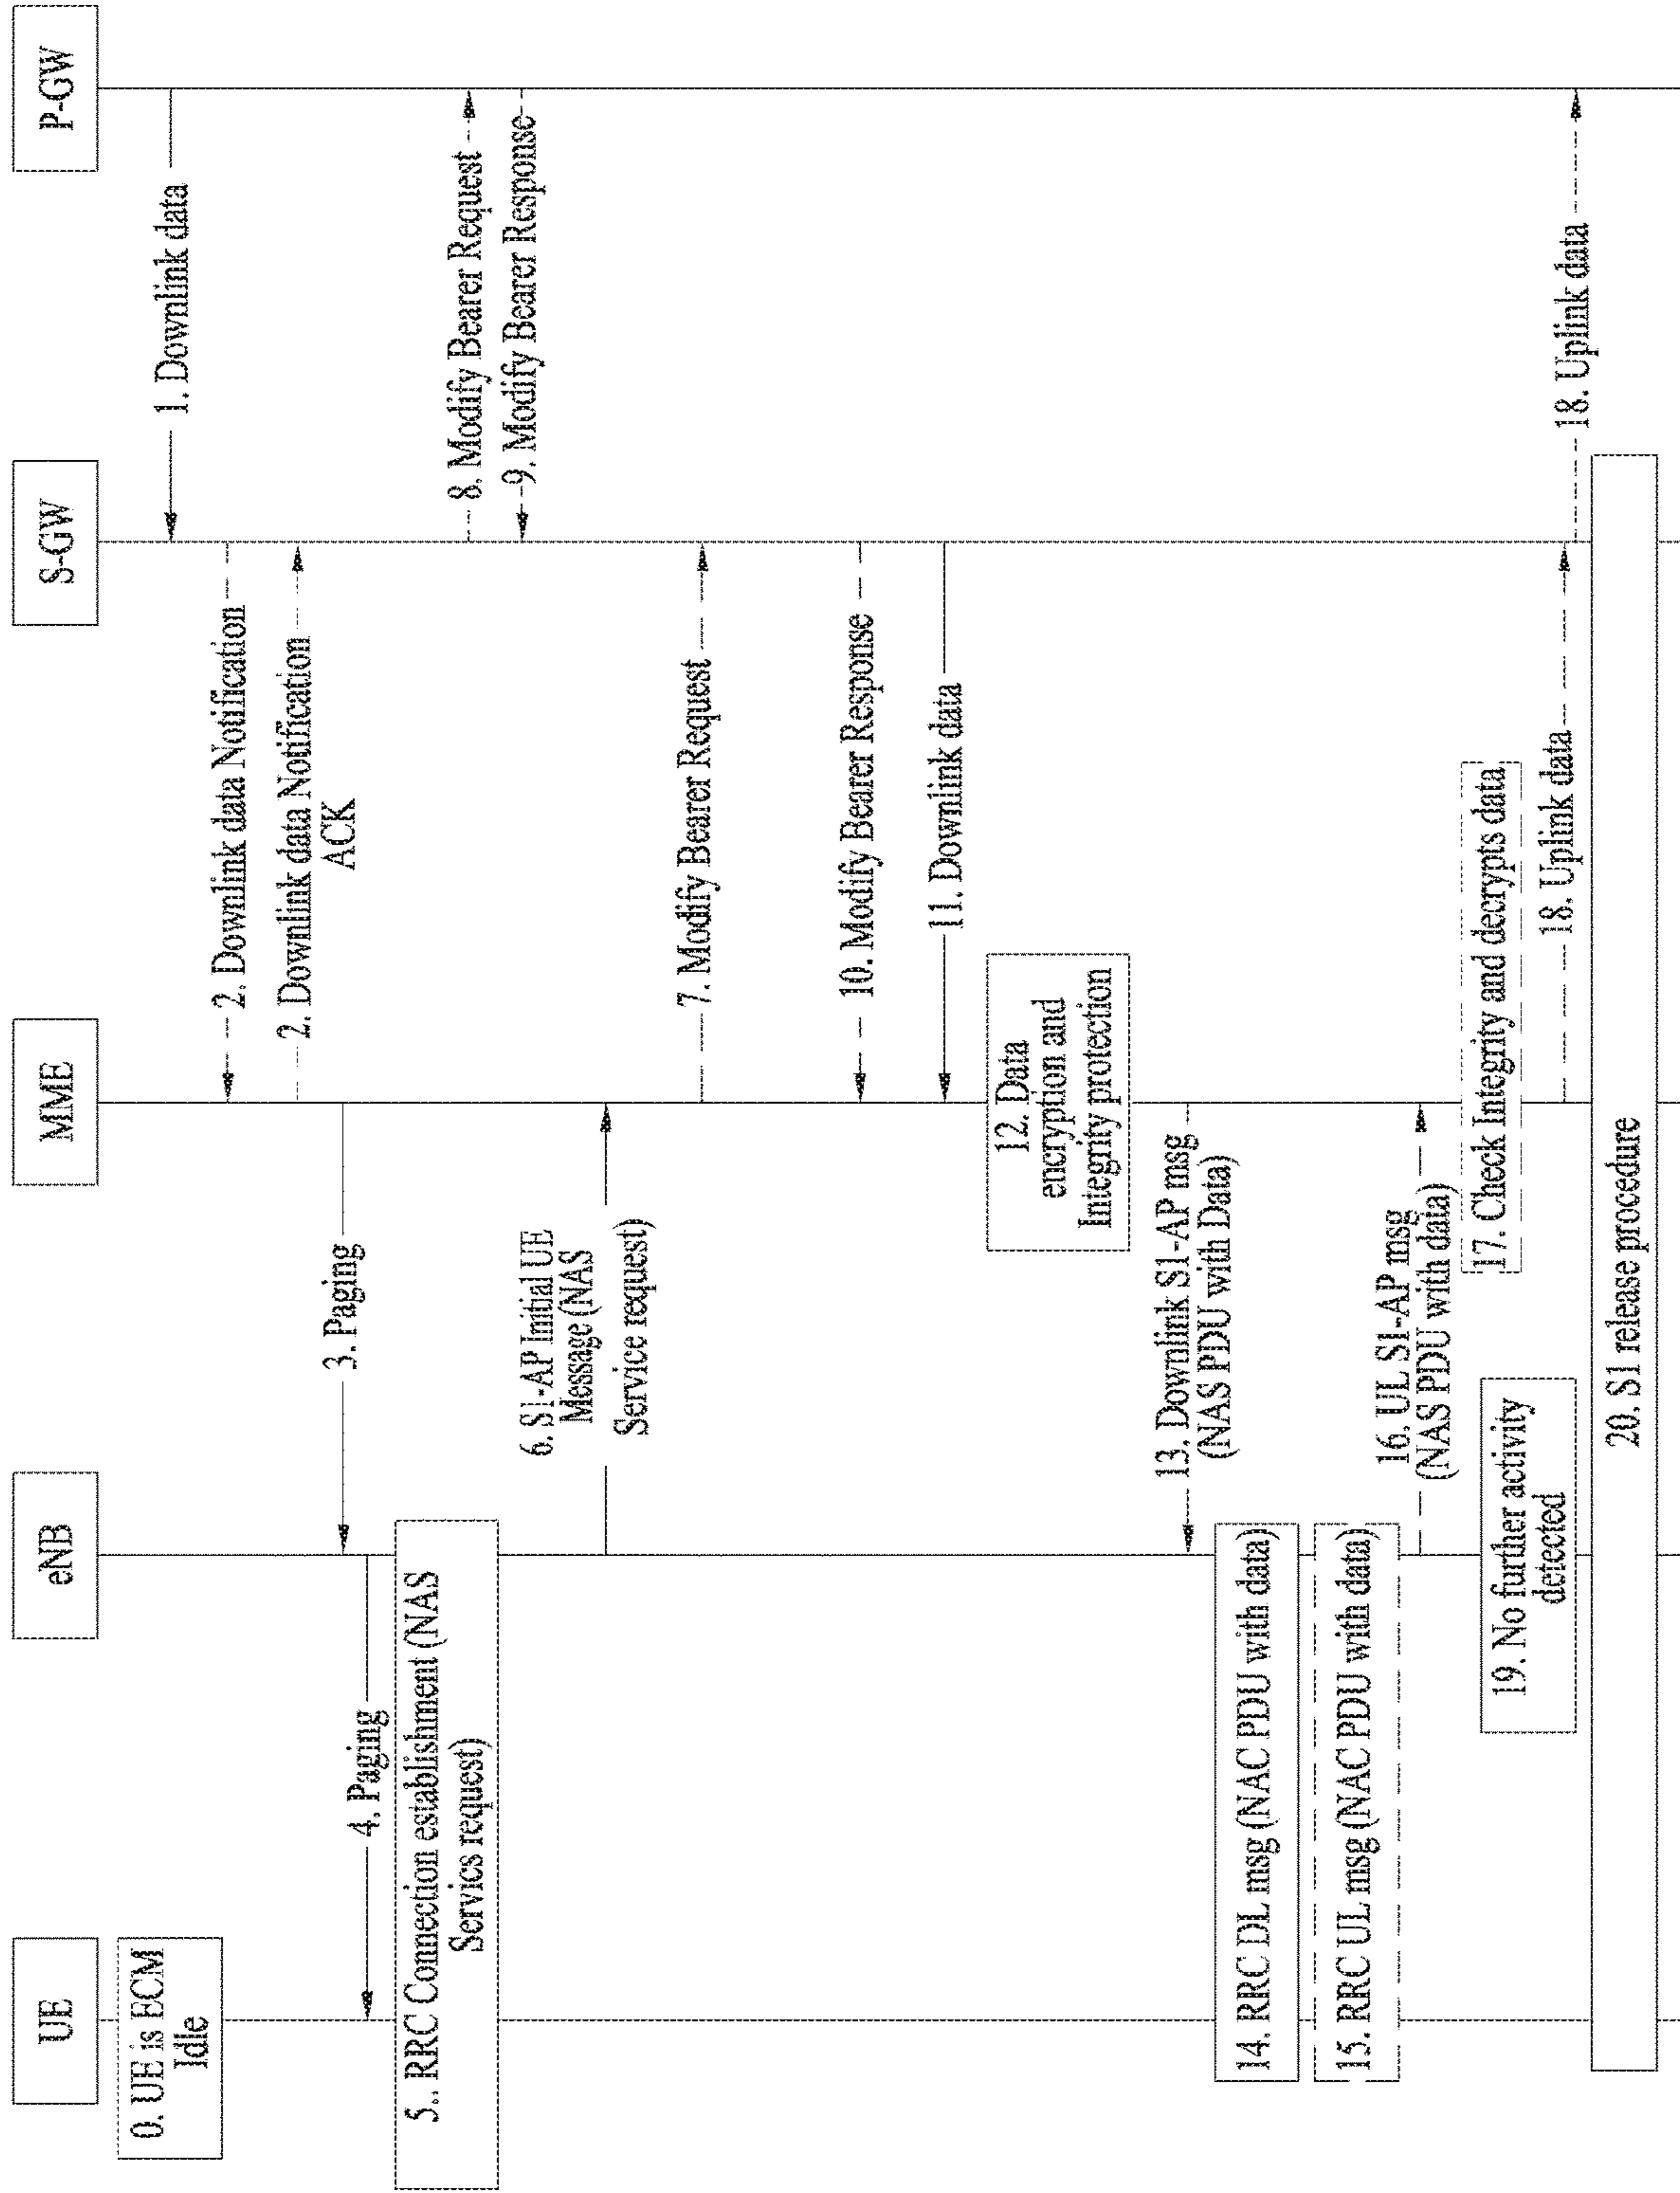 UE
eNB
MME
S-GW
P-GW
0. UE is ECM
Idle
1. Downlink data
2. Downlink data Notification
2. Downlink data Notification
ACK
3. Paging
4. Paging
5.. RRC Connection establishment (NAS
Servics request)
8. Modify Bearer Request
9. Modify Bearer Response
6. S1-AP Initial UE
Message (NAS
Service request)
7. Modify Bearer Request
10. Modify Bearer Response
11. Downlink data
12. Data
encryption and
Integrity protection
13. Downlink S1-AP msg
(NAS PDU with Data)
14. RRC DL msg (NAC PDU with data)
15. RRC UL msg (NAC PDU with data)
16. UL S1-AP msg
(NAS PDU with data)
17. Check Integrity and decrypts data
18. Uplink data
18. Uplink data
19. No further activity
detected
20. S1 release procedure